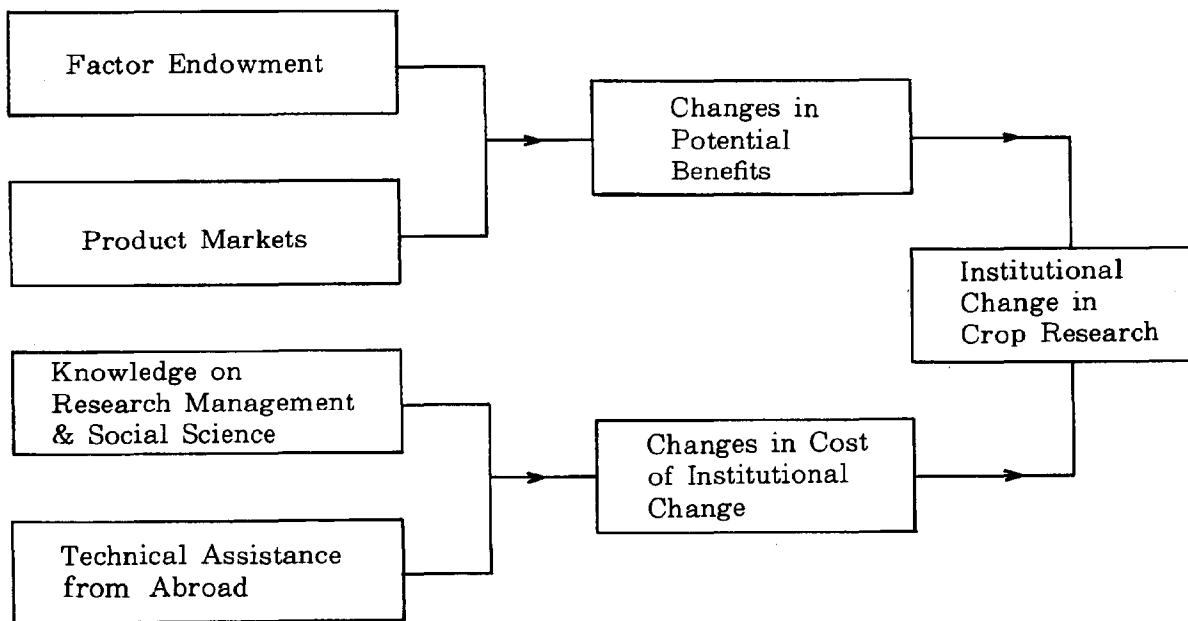 Factor Endowment
Product Markets
Changes in
Potential
Benefits
Knowledge on
Research Management
& Social Science
Technical Assistance
from Abroad
Changes in Cost
of Institutional
Change
Institutional
Change in
Crop Research